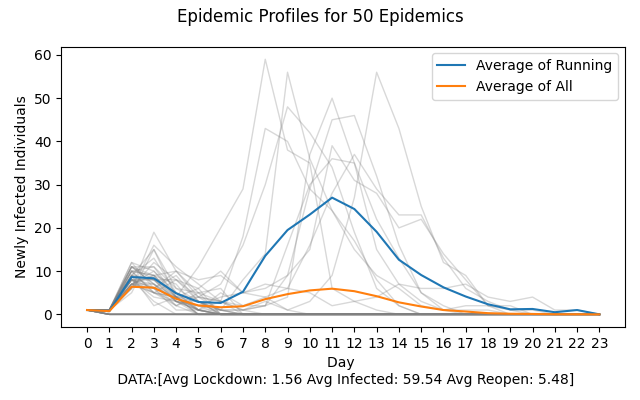 Epidemic Profiles for 50 Epidemics
Newly Infected Individuals
60
50
40
30
20
10
0
Average of Running
Average of All
0 1 2 3 4 5 6 7 8 9 10 11 12 13 14 15 16 17 18 19 20 21 22 23
Day
DATA:[Avg Lockdown: 1.56 Avg Infected: 59.54 Avg Reopen: 5.48]